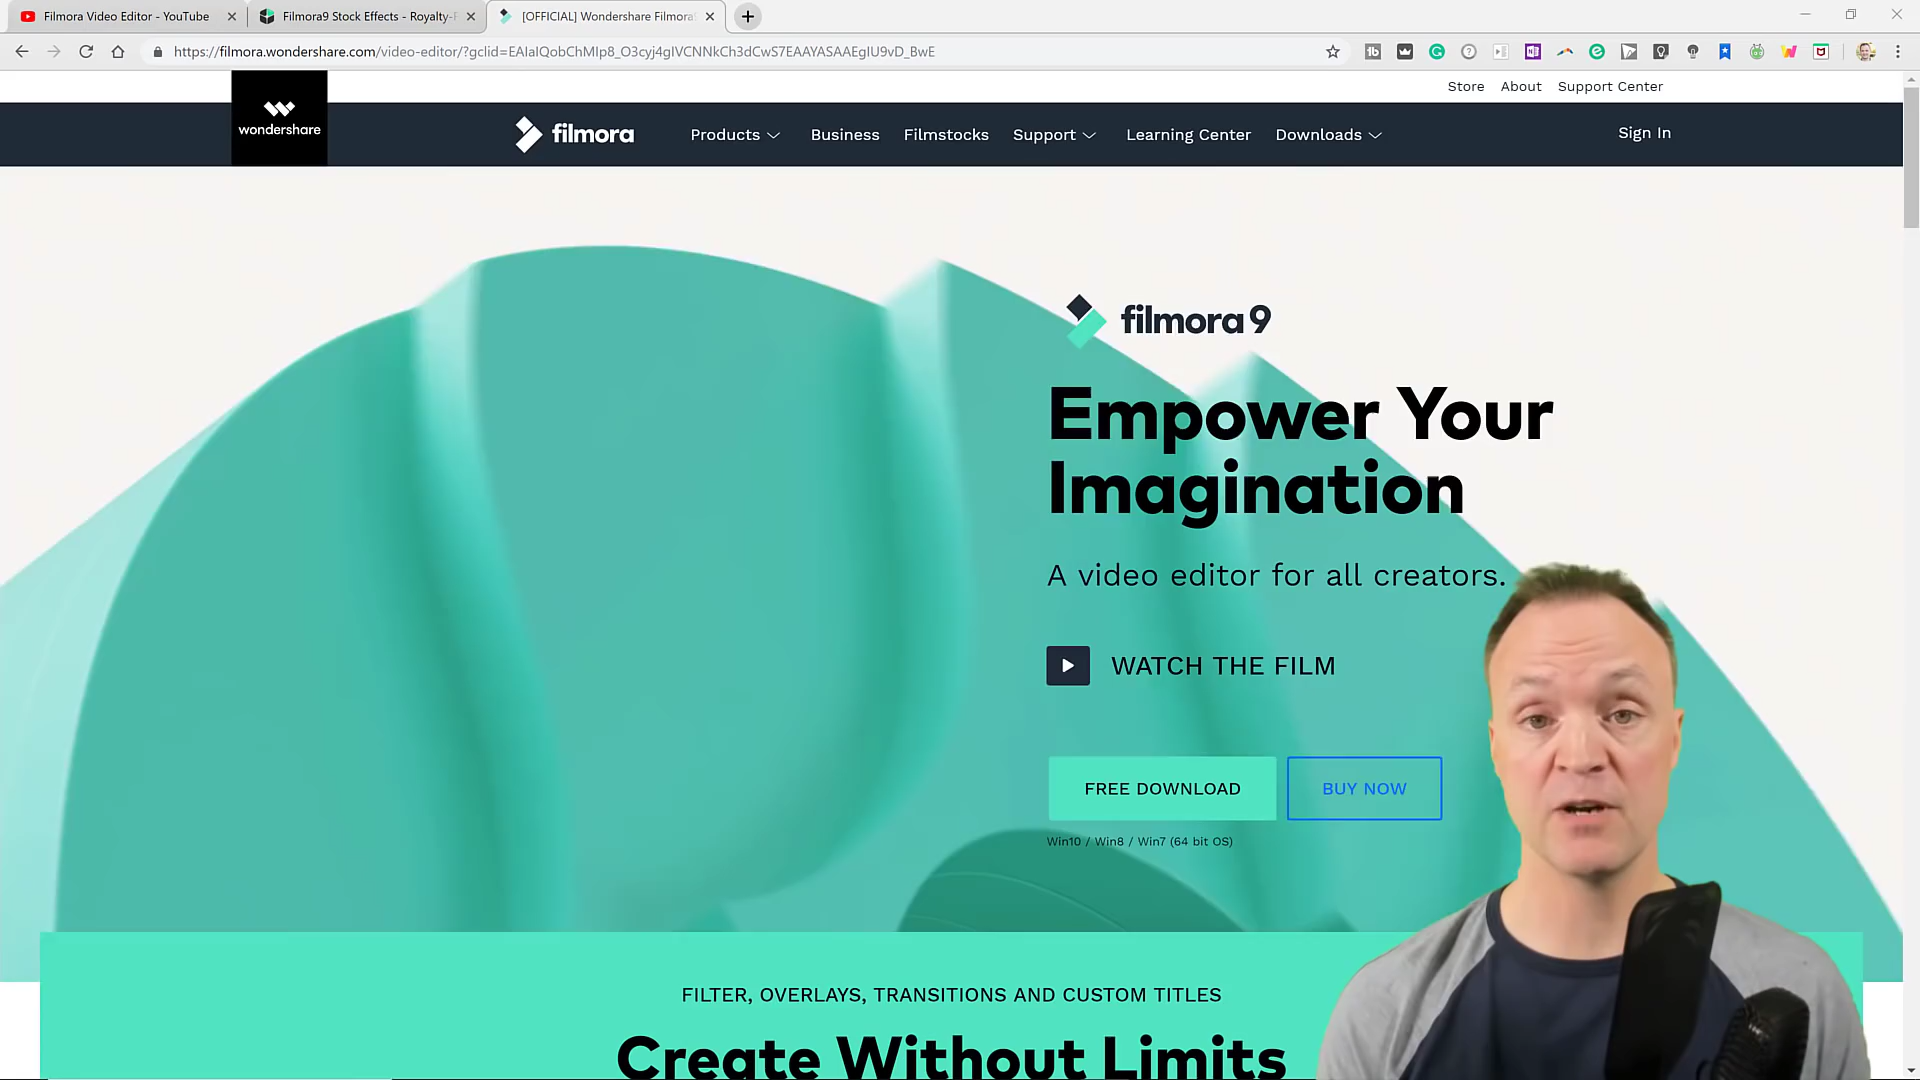 Filmora Video Editor - YouTube
Filmora9 Stock Effects - Royalty-F
[OFFICIAL] Wondershare Filmora9
https://filmora.wondershare.com/video-editor/?gclid=EAIaIQobChMIp8_O3cyj4gIVCNNkCh3dCwS7EAAYASAAEgIU9vD_BwE
Store About Support Center
wondershare
filmora
Products Business Filmstocks Support Learning Center Downloads
Sign In
filmora9
Empower Your
Imagination
A video editor for all creators.
WATCH THE FILM
FREE DOWNLOAD
BUY NOW
Win10 / Win8 / Win7 (64 bit OS)
FILTER, OVERLAYS, TRANSITIONS AND CUSTOM TITLES
Create Without Limits